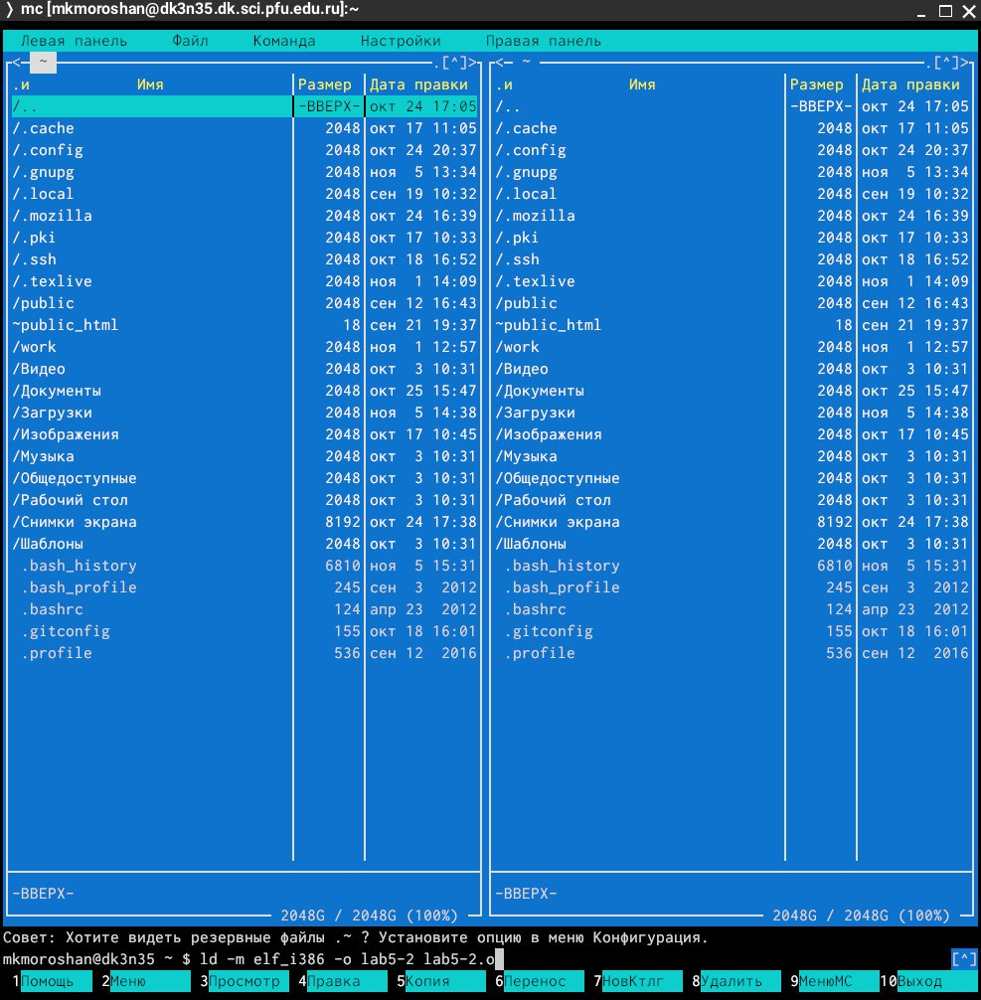 ❯ mc [mkmoroshan@dk3n35.dk.sci.pfu.edu.ru]:~
Левая панель Файл Команда Настройки Правая панель
<- ~ .[^]> <- ~ .[^]>
.и Имя Размер Дата правки .и Имя Размер Дата правки
/.. -ВВЕРХ- окт 24 17:05 /.. -ВВЕРХ- окт 24 17:05
/.cache 2048 окт 17 11:05 /.cache 2048 окт 17 11:05
/.config 2048 окт 24 20:37 /.config 2048 окт 24 20:37
/.gnupg 2048 ноя 5 13:34 /.gnupg 2048 ноя 5 13:34
/.local 2048 сен 19 10:32 /.local 2048 сен 19 10:32
/.mozilla 2048 окт 24 16:39 /.mozilla 2048 окт 24 16:39
/.pki 2048 окт 17 10:33 /.pki 2048 окт 17 10:33
/.ssh 2048 окт 18 16:52 /.ssh 2048 окт 18 16:52
/.texlive 2048 ноя 1 14:09 /.texlive 2048 ноя 1 14:09
/public 2048 сен 12 16:43 /public 2048 сен 12 16:43
~public_html 18 сен 21 19:37 ~public_html 18 сен 21 19:37
/work 2048 ноя 1 12:57 /work 2048 ноя 1 12:57
/Видео 2048 окт 3 10:31 /Видео 2048 окт 3 10:31
/Документы 2048 окт 25 15:47 /Документы 2048 окт 25 15:47
/Загрузки 2048 ноя 5 14:38 /Загрузки 2048 ноя 5 14:38
/Изображения 2048 окт 17 10:45 /Изображения 2048 окт 17 10:45
/Музыка 2048 окт 3 10:31 /Музыка 2048 окт 3 10:31
/Общедоступные 2048 окт 3 10:31 /Общедоступные 2048 окт 3 10:31
/Рабочий стол 2048 окт 3 10:31 /Рабочий стол 2048 окт 3 10:31
/Снимки экрана 8192 окт 24 17:38 /Снимки экрана 8192 окт 24 17:38
/Шаблоны 2048 окт 3 10:31 /Шаблоны 2048 окт 3 10:31
.bash_history 6810 ноя 5 15:31 .bash_history 6810 ноя 5 15:31
.bash_profile 245 сен 3 2012 .bash_profile 245 сен 3 2012
.bashrc 124 апр 23 2012 .bashrc 124 апр 23 2012
.gitconfig 155 окт 18 16:01 .gitconfig 155 окт 18 16:01
.profile 536 сен 12 2016 .profile 536 сен 12 2016
-ВВЕРХ- -ВВЕРХ-
2048G / 2048G (100%) 2048G / 2048G (100%)
Совет: Хотите видеть резервные файлы .~ ? Установите опцию в меню Конфигурация.
mkmoroshan@dk3n35 ~ $ ld -m elf_i386 -o lab5-2 lab5-2.o [^]
1Помощь 2Меню 3Просмотр 4Правка 5Копия 6Перенос 7НовКтлг 8Удалить 9МенюМС 10Выход